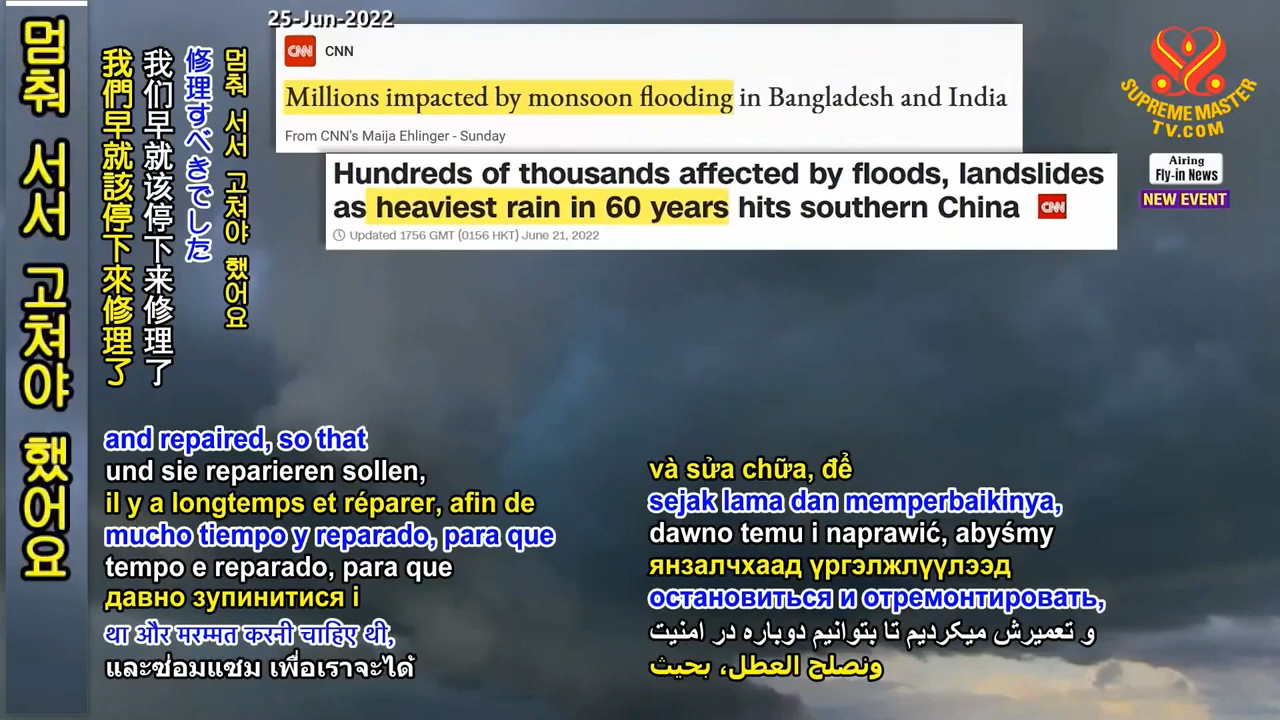 25-Jun-2022
CNN CNN
Millions impacted by monsoon flooding in Bangladesh and India
From CNN's Maija Ehlinger - Sunday
Hundreds of thousands affected by floods, landslides
as heaviest rain in 60 years hits southern China CNN
Updated 1756 GMT (0156 HKT) June 21, 2022
SUPREME MASTER
TV.COM
Airing
Fly-in News
NEW EVENT
멈춰 서서 고쳐야 했어요
멈춰 서서 고쳐야 했어요
修理すべきでした
我们早就该停下来修理了
我們早就該停下來修理了
and repaired, so that
und sie reparieren sollen,
il y a longtemps et réparer, afin de
mucho tiempo y reparado, para que
tempo e reparado, para que
давно зупинитися і
था और मरम्मत करनी चाहिए थी,
และซ่อมแซม เพื่อเราจะได้
và sửa chữa, để
sejak lama dan memperbaikinya,
dawno temu i naprawić, abyśmy
янзалчхаад үргэлжлүүлээд
остановиться и отремонтировать,
و تعمیرش میکردیم تا بتوانیم دوباره در امنیت
ونصلح العطل، بحيث